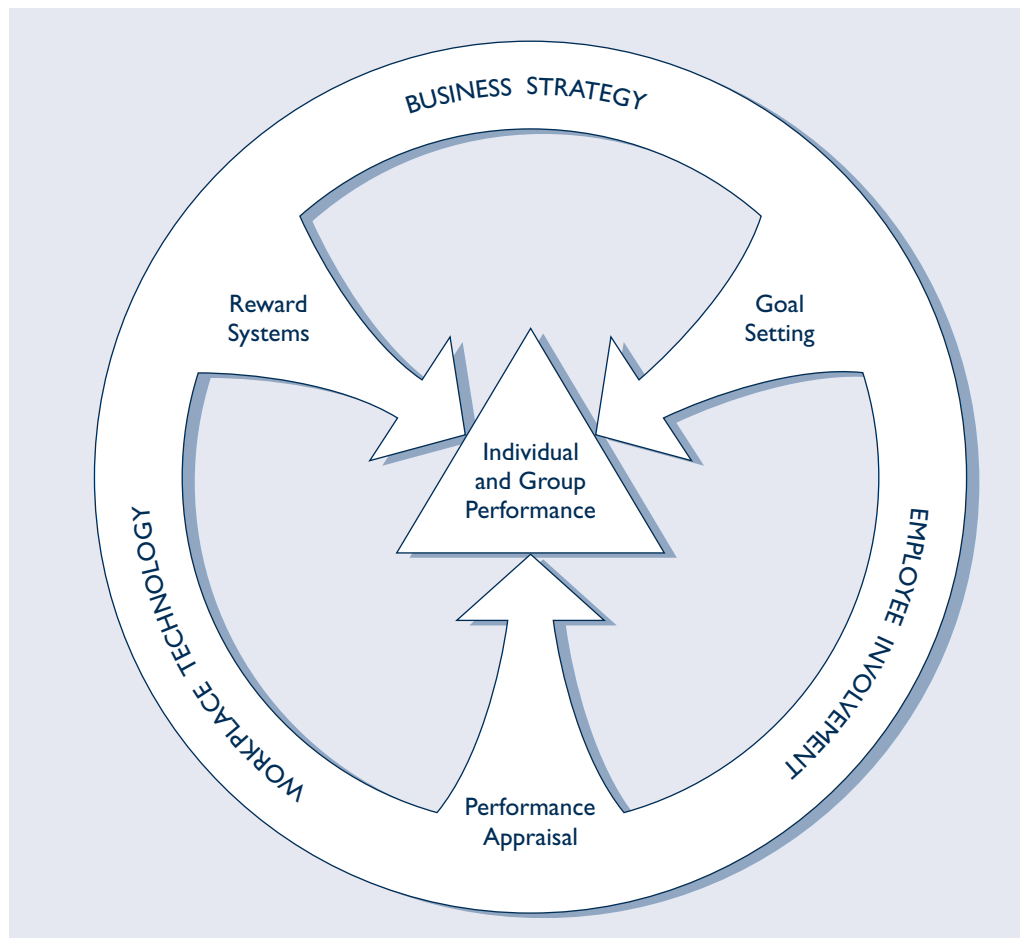 BUSINESS STRATEGY
Reward
Systems
Goal
Setting
Individual
and Group
Performance
WORKPLACE TECHNOLOGY
EMPLOYEE INVOLVEMENT
Performance
Appraisal